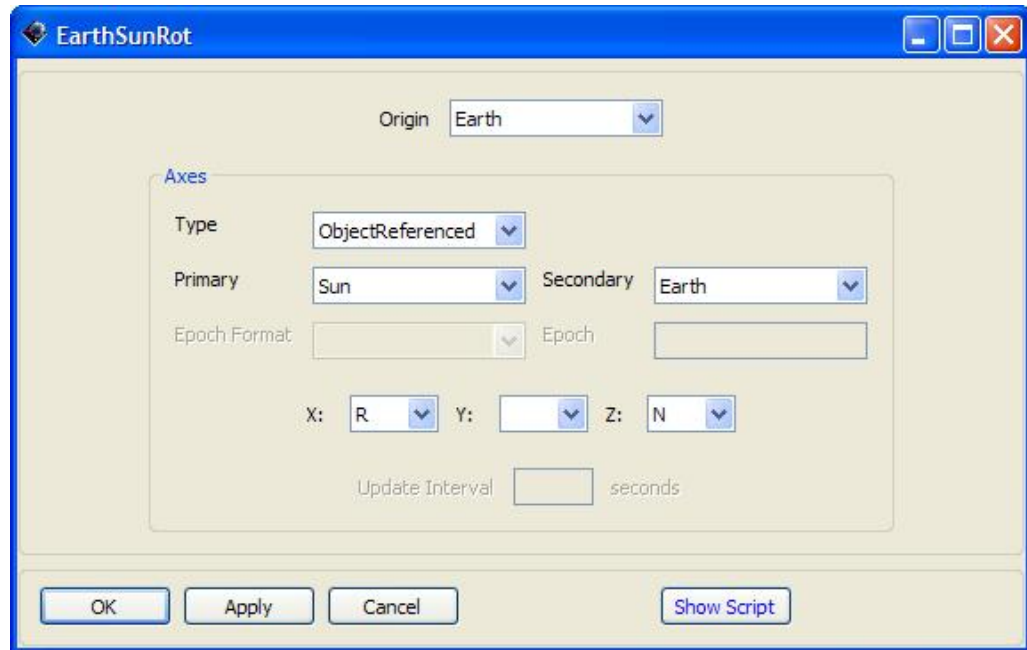 EarthSunRot
Origin Earth
Axes
Type ObjectReferenced
Primary Sun Secondary Earth
Epoch Format Epoch
X: R Y: Z: N
Update Interval seconds
OK Apply Cancel Show Script